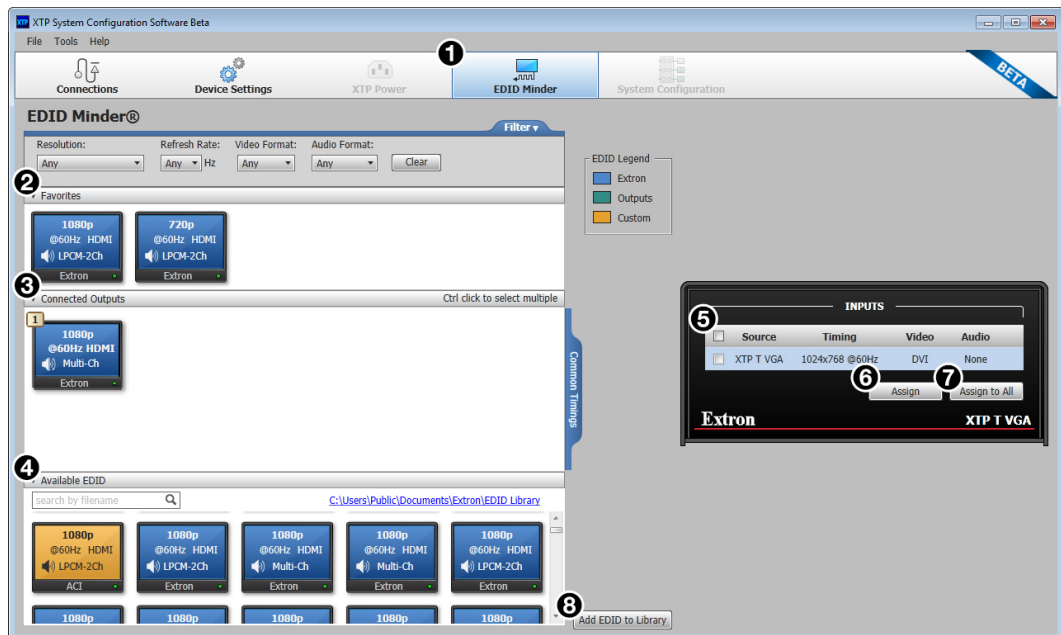 XTP System Configuration Software Beta
File Tools Help
1
Connections Device Settings XTP Power EDID Minder System Configuration
BETA
EDID Minder®
Filter
Resolution: Refresh Rate: Video Format: Audio Format:
Any Any Hz Any Any Clear
2
Favorites
1080p 720p
@60Hz HDMI @60Hz HDMI
LPCM-2Ch LPCM-2Ch
Extron Extron
3
Connected Outputs Ctrl click to select multiple
1
1080p
@60Hz HDMI
Multi-Ch
Extron
Common Timings
4
Available EDID
search by filename C:\Users\Public\Documents\Extron\EDID Library
1080p 1080p 1080p 1080p 1080p
@60Hz HDMI @60Hz HDMI @60Hz HDMI @60Hz HDMI @60Hz HDMI
LPCM-2Ch LPCM-2Ch Multi-Ch Multi-Ch LPCM-2Ch
ACI Extron Extron Extron Extron
1080p 1080p 1080p 1080p 1080p
EDID Legend
Extron
Outputs
Custom
INPUTS
5
Source Timing Video Audio
XTP T VGA 1024x768 @60Hz DVI None
6 7
Assign Assign to All
Extron XTP T VGA
8
Add EDID to Library